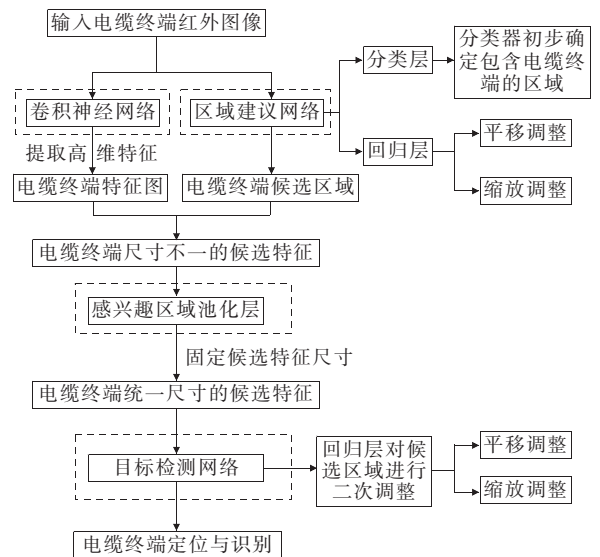 输入电缆终端红外图像
分类层
分类器初步确
定包含电缆终
端的区域
卷积神经网络
区域建议网络
提取高 维特征
回归层
平移调整
缩放调整
电缆终端特征图
电缆终端候选区域
电缆终端尺寸不一的候选特征
感兴趣区域池化层
固定候选特征尺寸
电缆终端统一尺寸的候选特征
目标检测网络
回归层对候
选区域进行
二次调整
平移调整
缩放调整
电缆终端定位与识别